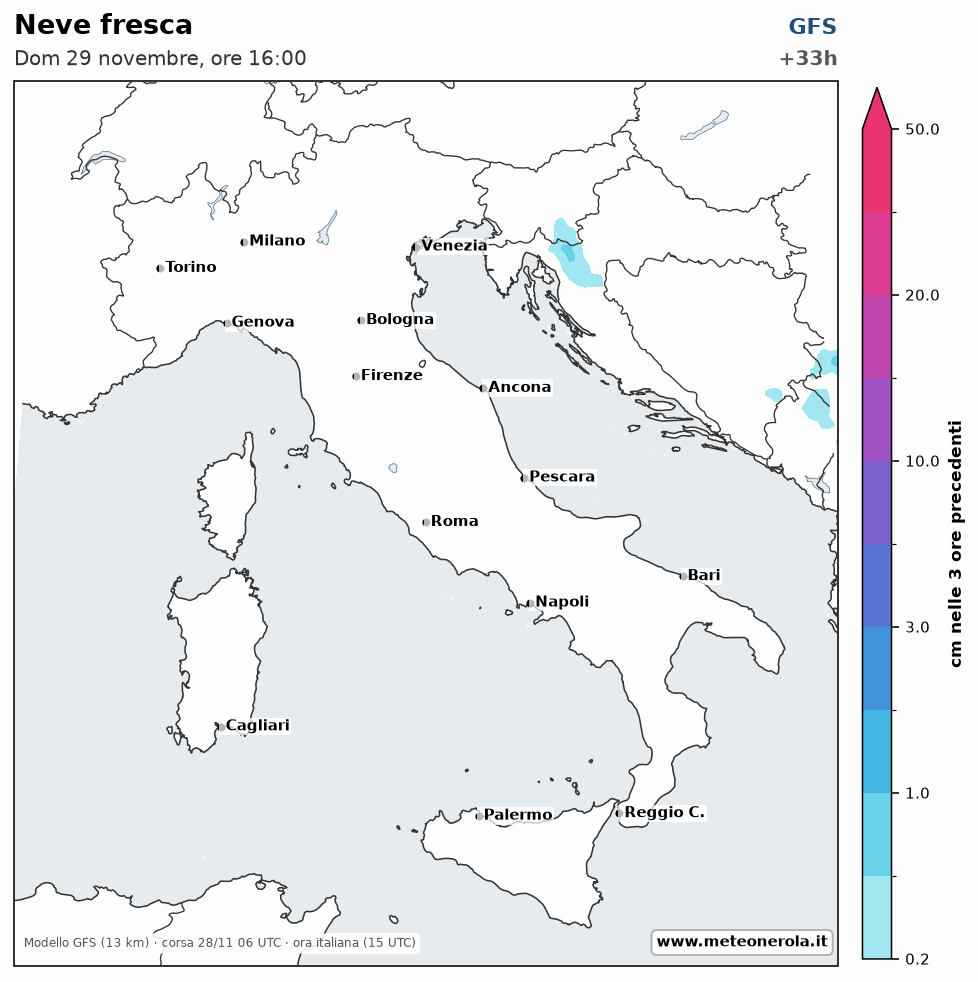 Neve fresca
GFS
Dom 29 novembre, ore 16:00
+33h
50.0
20.0
10.0
3.0
1.0
0.2
cm nelle 3 ore precedenti
Milano
Venezia
Torino
Genova
Bologna
Firenze
Ancona
Pescara
Roma
Bari
Napoli
Cagliari
Palermo
Reggio C.
Modello GFS (13 km) · corsa 28/11 06 UTC · ora italiana (15 UTC)
www.meteonerola.it